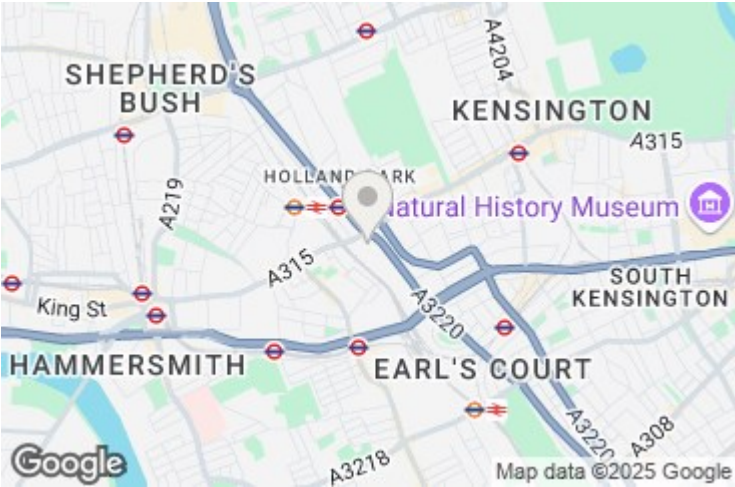 A4204
SHEPHERD'S
BUSH
KENSINGTON
A315
HOLLAND PARK
A219
Natural History Museum
A315
SOUTH
KENSINGTON
King St
A3220
HAMMERSMITH
EARL'S COURT
A3220
A308
A3218
Google
Map data ©2025 Google